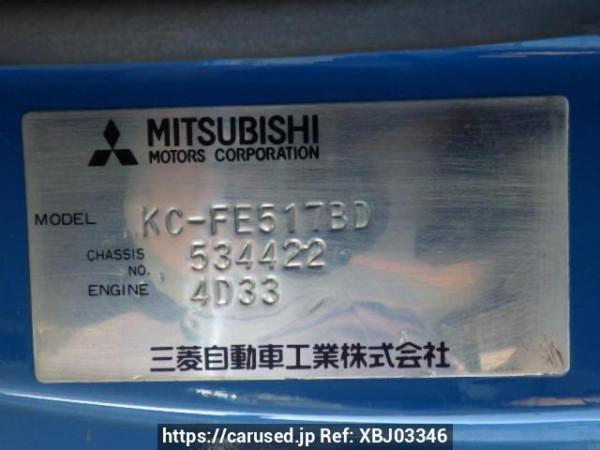 MITSUBISHI
MOTORS CORPORATION
MODEL KC-FE517BD
CHASSIS NO. 534422
ENGINE 4D33
三菱自動車工業株式会社
https://carused.jp Ref: XBJ03346